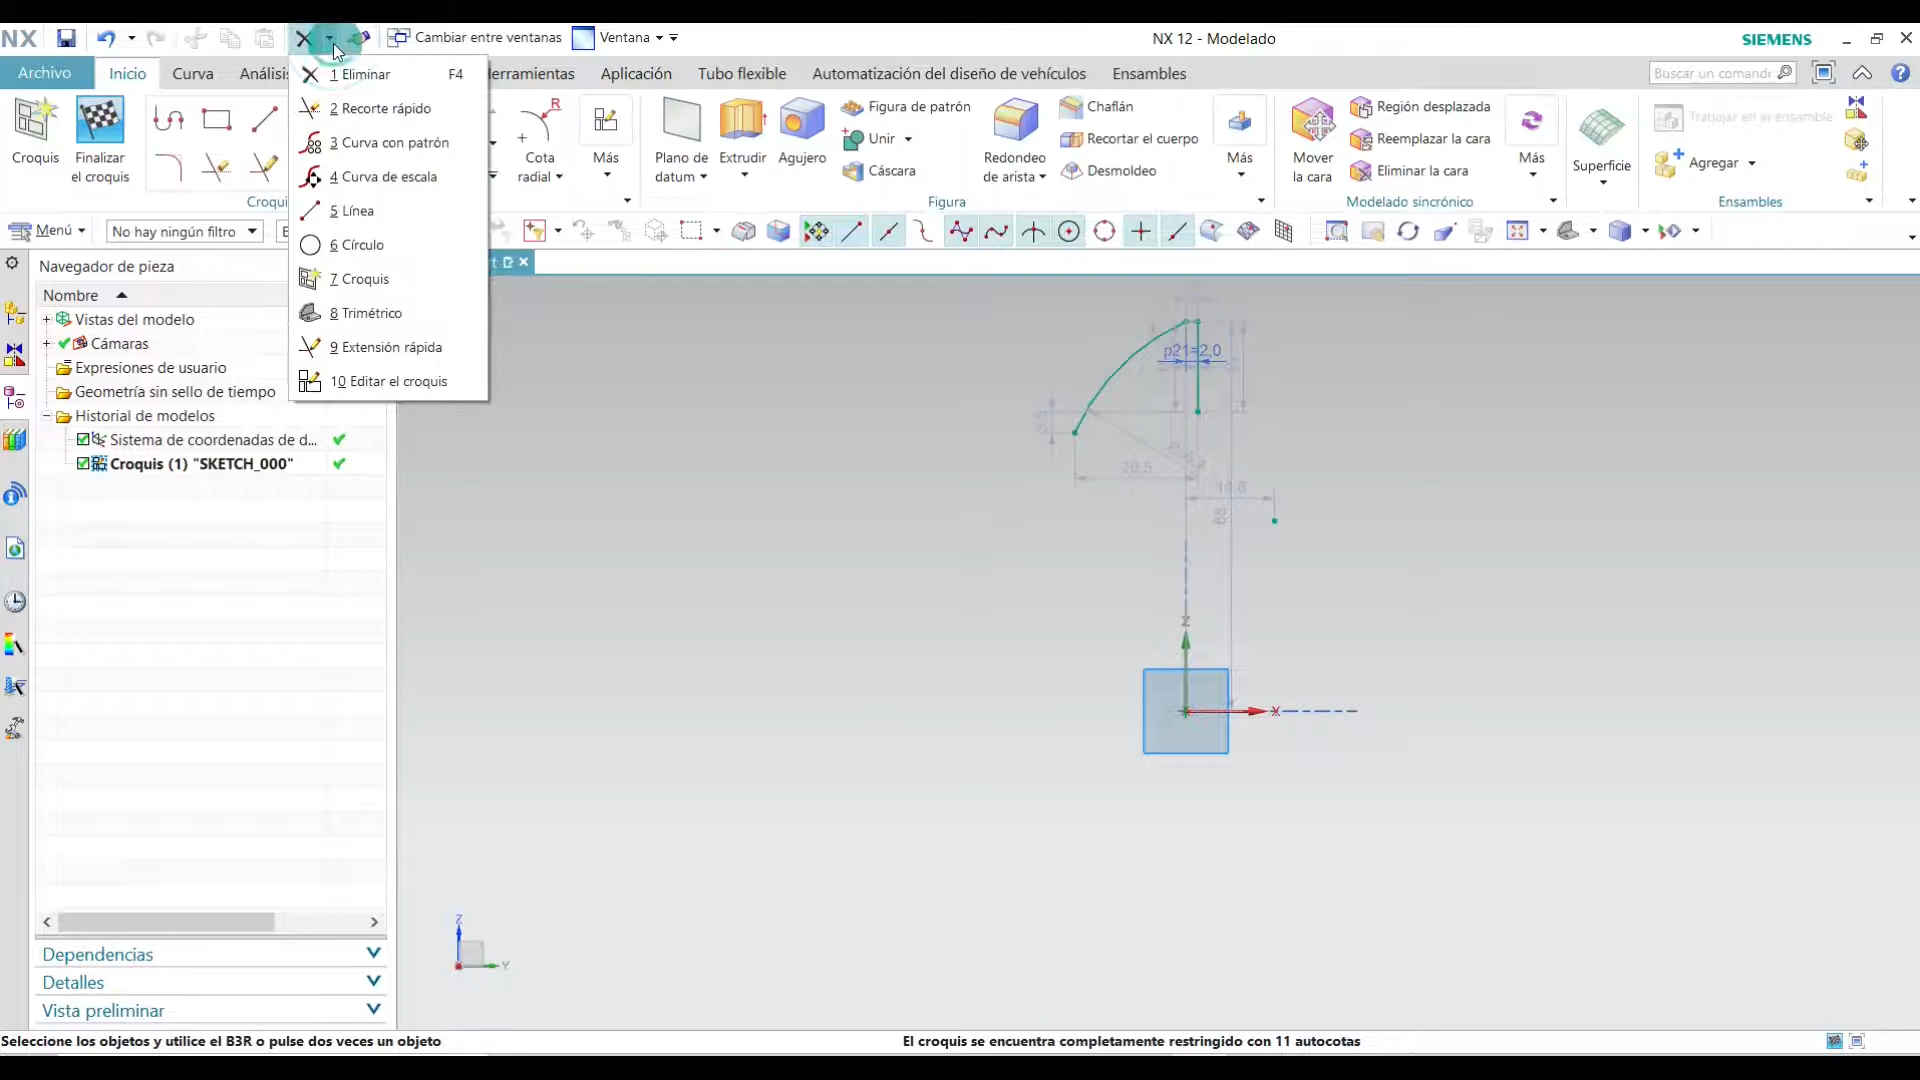 NX
Cambiar entre ventanas
Ventana
NX 12 - Modelado
SIEMENS
Archivo
Inicio
Curva
Análisi
Herramientas
Aplicación
Tubo flexible
Automatización del diseño de vehículos
Ensambles
Croquis
Finalizar
el croquis
Cota
radial
Más
Plano de
datum
Extrudir
Agujero
Figura de patrón
Unir
Cáscara
Redondeo
de arista
Chaflán
Recortar el cuerpo
Desmoldeo
Más
Mover
la cara
Región desplazada
Reemplazar la cara
Eliminar la cara
Más
Superficie
Trabajar en el ensamble
Agregar
Croqui
Figura
Modelado sincrónico
Ensambles
1 Eliminar F4
2 Recorte rápido
3 Curva con patrón
4 Curva de escala
5 Línea
6 Círculo
7 Croquis
8 Trimétrico
9 Extensión rápida
10 Editar el croquis
Menú
No hay ningún filtro
E
Navegador de pieza
Nombre
Vistas del modelo
Cámaras
Expresiones de usuario
Geometría sin sello de tiempo
Historial de modelos
Sistema de coordenadas de d...
Croquis (1) "SKETCH_000"
p21=2,0
20,5
14,0
Z
X
Z
Y
Dependencias
Detalles
Vista preliminar
Seleccione los objetos y utilice el B3R o pulse dos veces un objeto
El croquis se encuentra completamente restringido con 11 autocotas